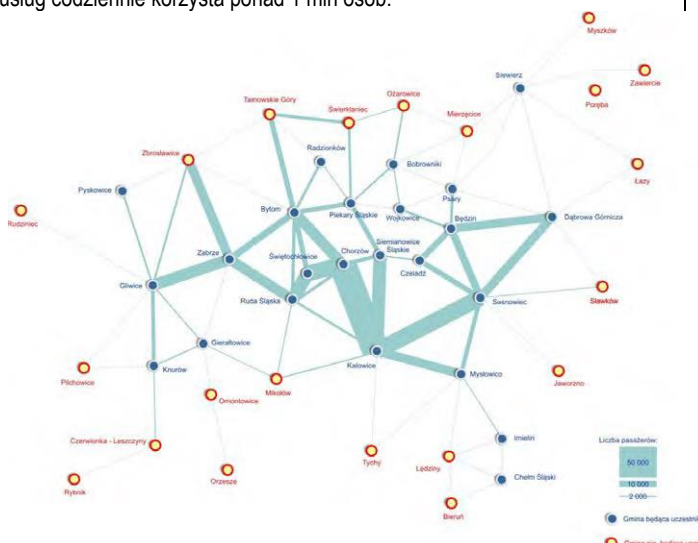 usług codziennie korzysta ponad 1 mln osób.
Myszków
Siewierz
Zawiercie
Poręba
Tarnowskie Góry
Świerklaniec
Ożarowice
Mierzęcice
Radzionków
Zbrosławice
Bobrowniki
Łazy
Pyskowice
Psary
Rudziniec
Bytom
Piekary Śląskie
Wojkowice
Będzin
Dąbrowa Górnicza
Zabrze
Świętochłowice
Chorzów
Siemianowice
Śląskie
Czeladź
Gliwice
Ruda Śląska
Sosnowiec
Sławków
Gierałtowice
Katowice
Pilchowice
Knurów
Mikołów
Mysłowice
Jaworzno
Ornontowice
Czerwionka - Leszczyny
Imielin
Liczba pasażerów:
Tychy
Lędziny
50 000
Rybnik
Orzesze
Chełm Śląski
10 000
2 000
Bieruń
Gmina będąca uczestni